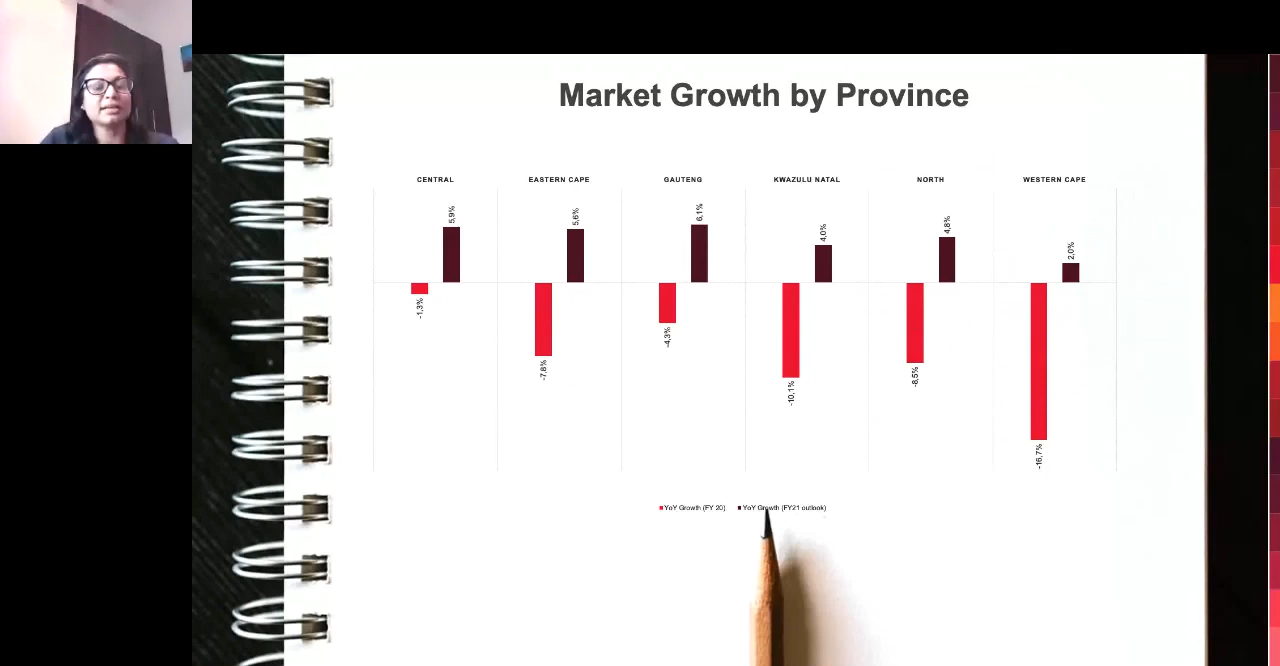 Market Growth by Province
CENTRAL
EASTERN CAPE
GAUTENG
KWAZULU NATAL
NORTH
WESTERN CAPE
-1,3%
5,9%
-7,8%
5,6%
-4,3%
6,1%
-10,1%
4,0%
-8,5%
4,8%
-16,7%
2,0%
YoY Growth (FY 20)
YoY Growth (FY21 outlook)